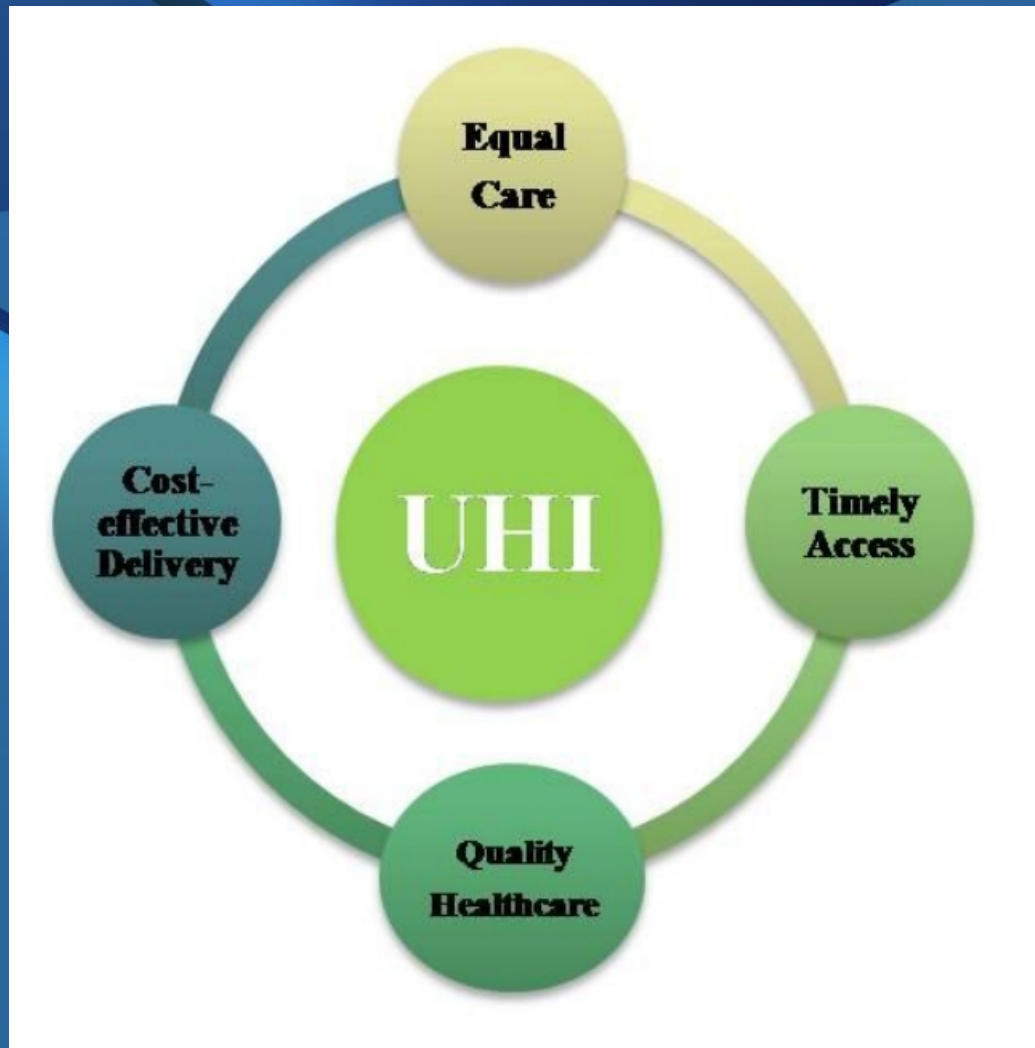 Equal
Care
Timely
Access
Quality
Healthcare
Cost-
effective
Delivery
UHI